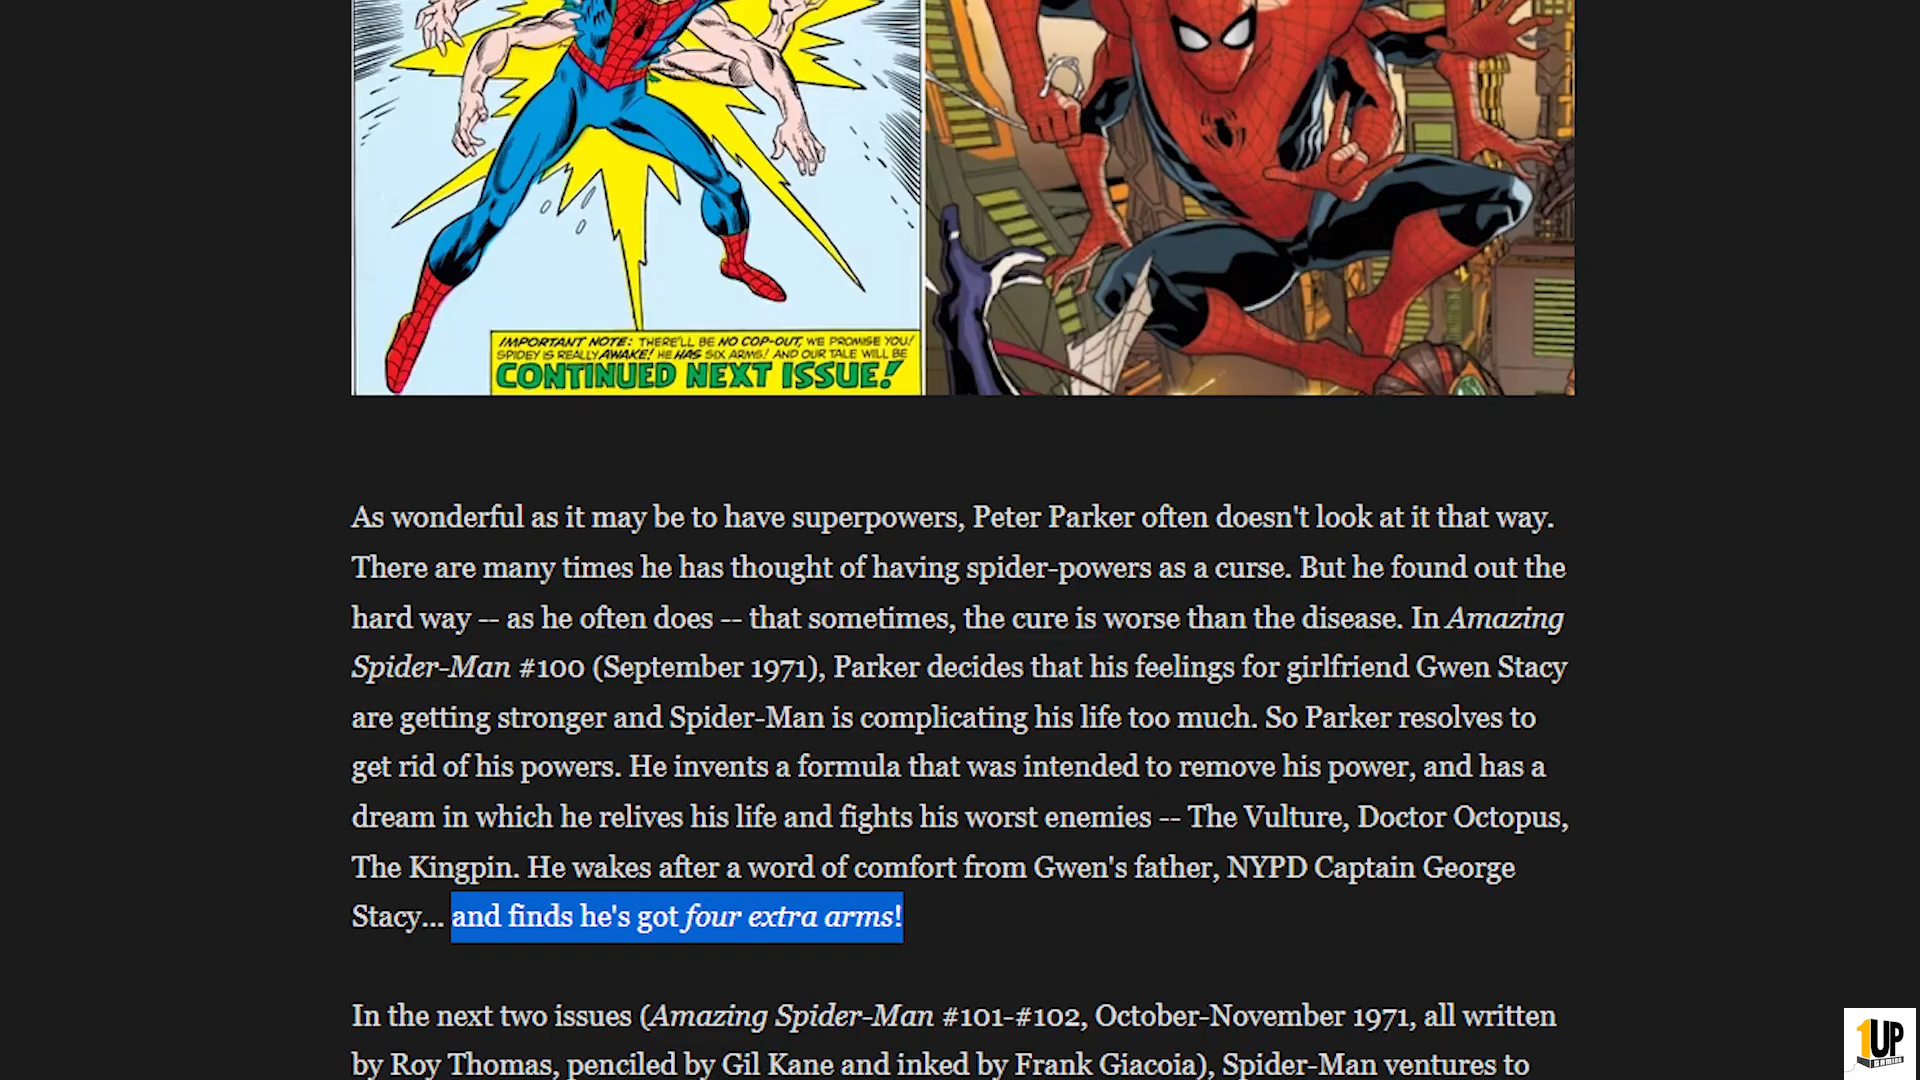 IMPORTANT NOTE: THERE'LL BE NO COP-OUT, WE PROMISE YOU!
SPIDEY IS REALLY AWAKE! HE HAS SIX ARMS! AND OUR TALE WILL BE
CONTINUED NEXT ISSUE!
As wonderful as it may be to have superpowers, Peter Parker often doesn't look at it that way.
There are many times he has thought of having spider-powers as a curse. But he found out the
hard way -- as he often does -- that sometimes, the cure is worse than the disease. In Amazing
Spider-Man #100 (September 1971), Parker decides that his feelings for girlfriend Gwen Stacy
are getting stronger and Spider-Man is complicating his life too much. So Parker resolves to
get rid of his powers. He invents a formula that was intended to remove his power, and has a
dream in which he relives his life and fights his worst enemies -- The Vulture, Doctor Octopus,
The Kingpin. He wakes after a word of comfort from Gwen's father, NYPD Captain George
Stacy... and finds he's got four extra arms!
In the next two issues (Amazing Spider-Man #101-#102, October-November 1971, all written
by Roy Thomas, penciled by Gil Kane and inked by Frank Giacoia), Spider-Man ventures to
1UP
GAMING